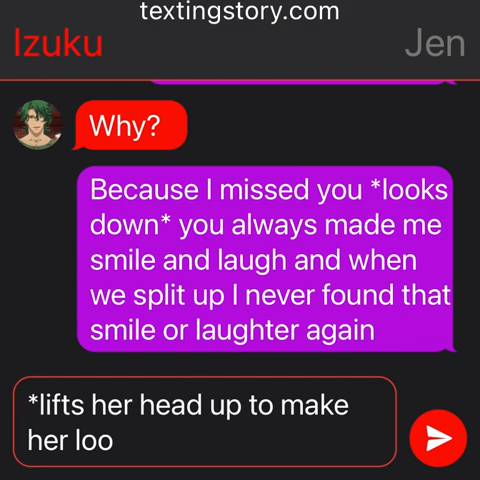 textingstory.com
Izuku
Jen
Why?
Because I missed you *looks
down* you always made me
smile and laugh and when
we split up I never found that
smile or laughter again
*lifts her head up to make
her loo